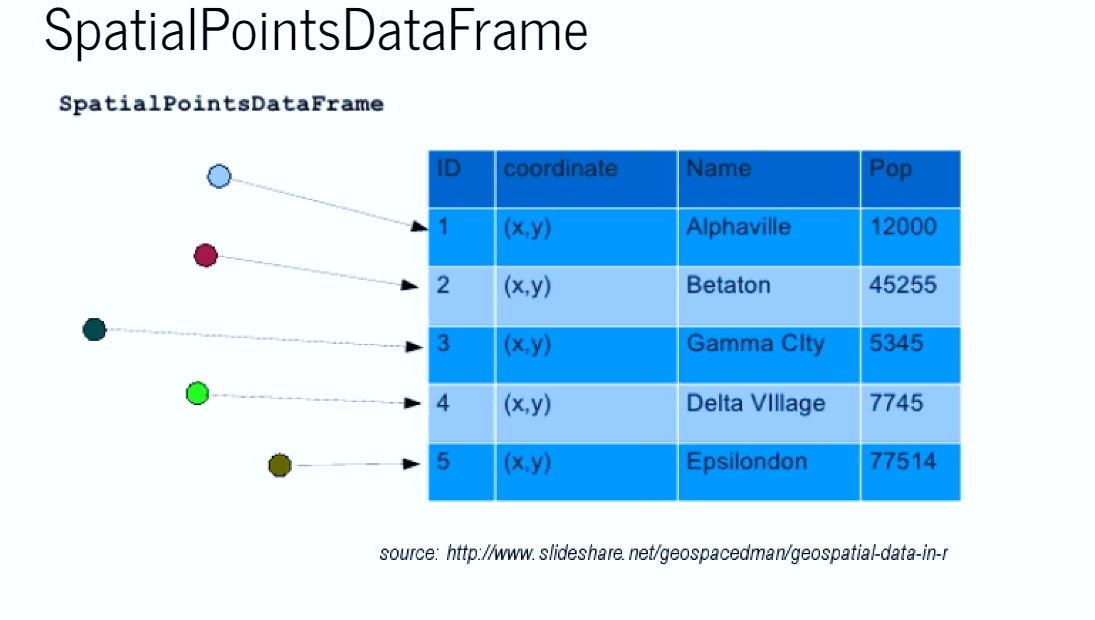 SpatialPointsDataFrame
SpatialPointsDataFrame
ID coordinate Name Pop
1 (x,y) Alphaville 12000
2 (x,y) Betaton 45255
3 (x,y) Gamma CIty 5345
4 (x,y) Delta VIllage 7745
5 (x,y) Epsilondon 77514
source: http://www.slideshare.net/geospacedman/geospatial-data-in-r